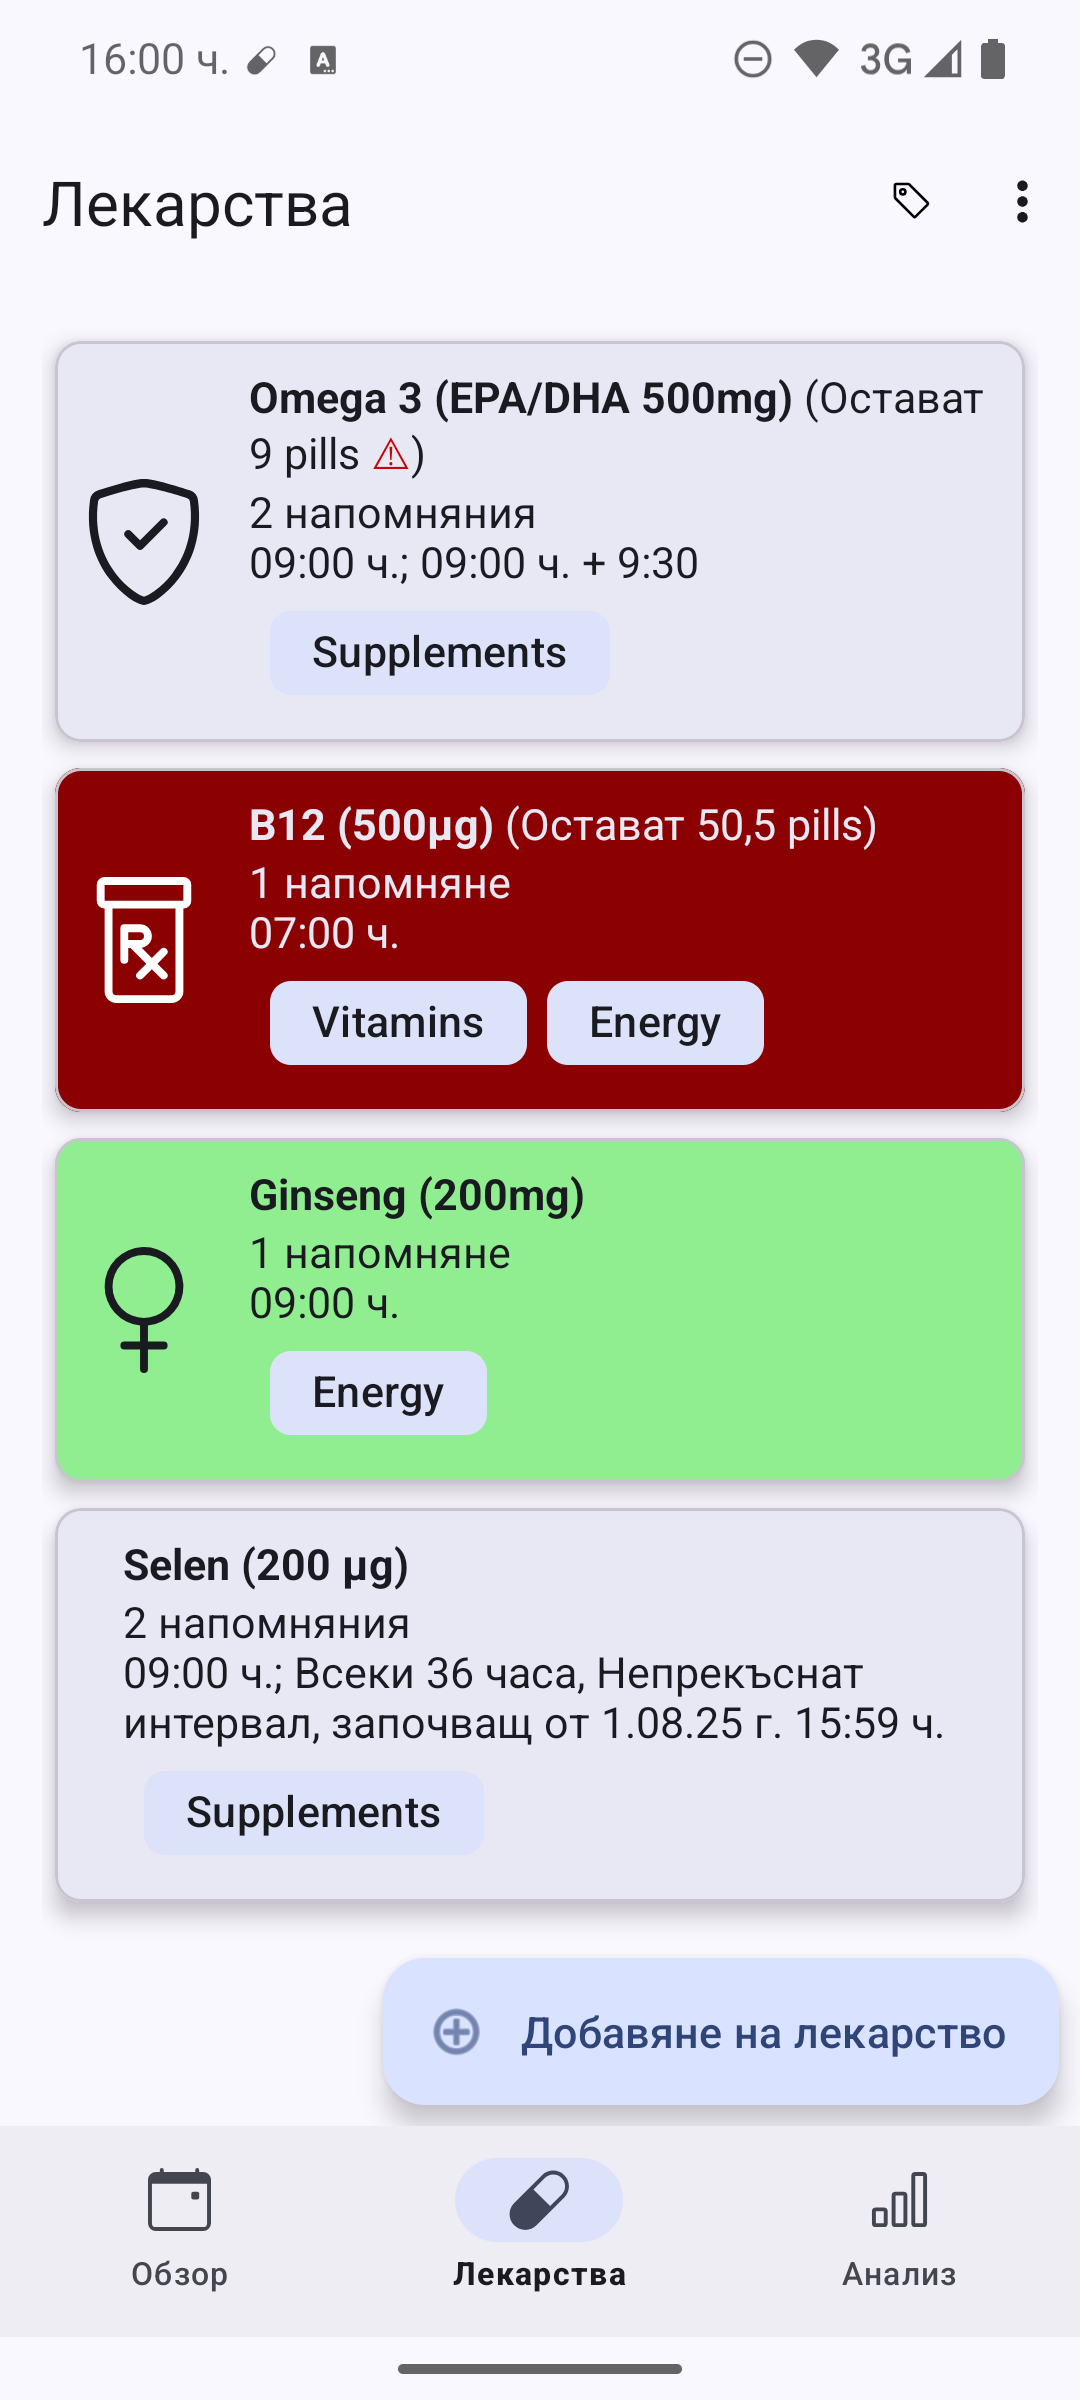 16:00 ч.
3G
Лекарства
Omega 3 (EPA/DHA 500mg) (Остават
9 pills ⚠)
2 напомняния
09:00 ч.; 09:00 ч. + 9:30
Supplements
B12 (500µg) (Остават 50,5 pills)
1 напомняне
07:00 ч.
Vitamins Energy
Ginseng (200mg)
1 напомняне
09:00 ч.
Energy
Selen (200 µg)
2 напомняния
09:00 ч.; Всеки 36 часа, Непрекъснат
интервал, започващ от 1.08.25 г. 15:59 ч.
Supplements
Добавяне на лекарство
Обзор Лекарства Анализ